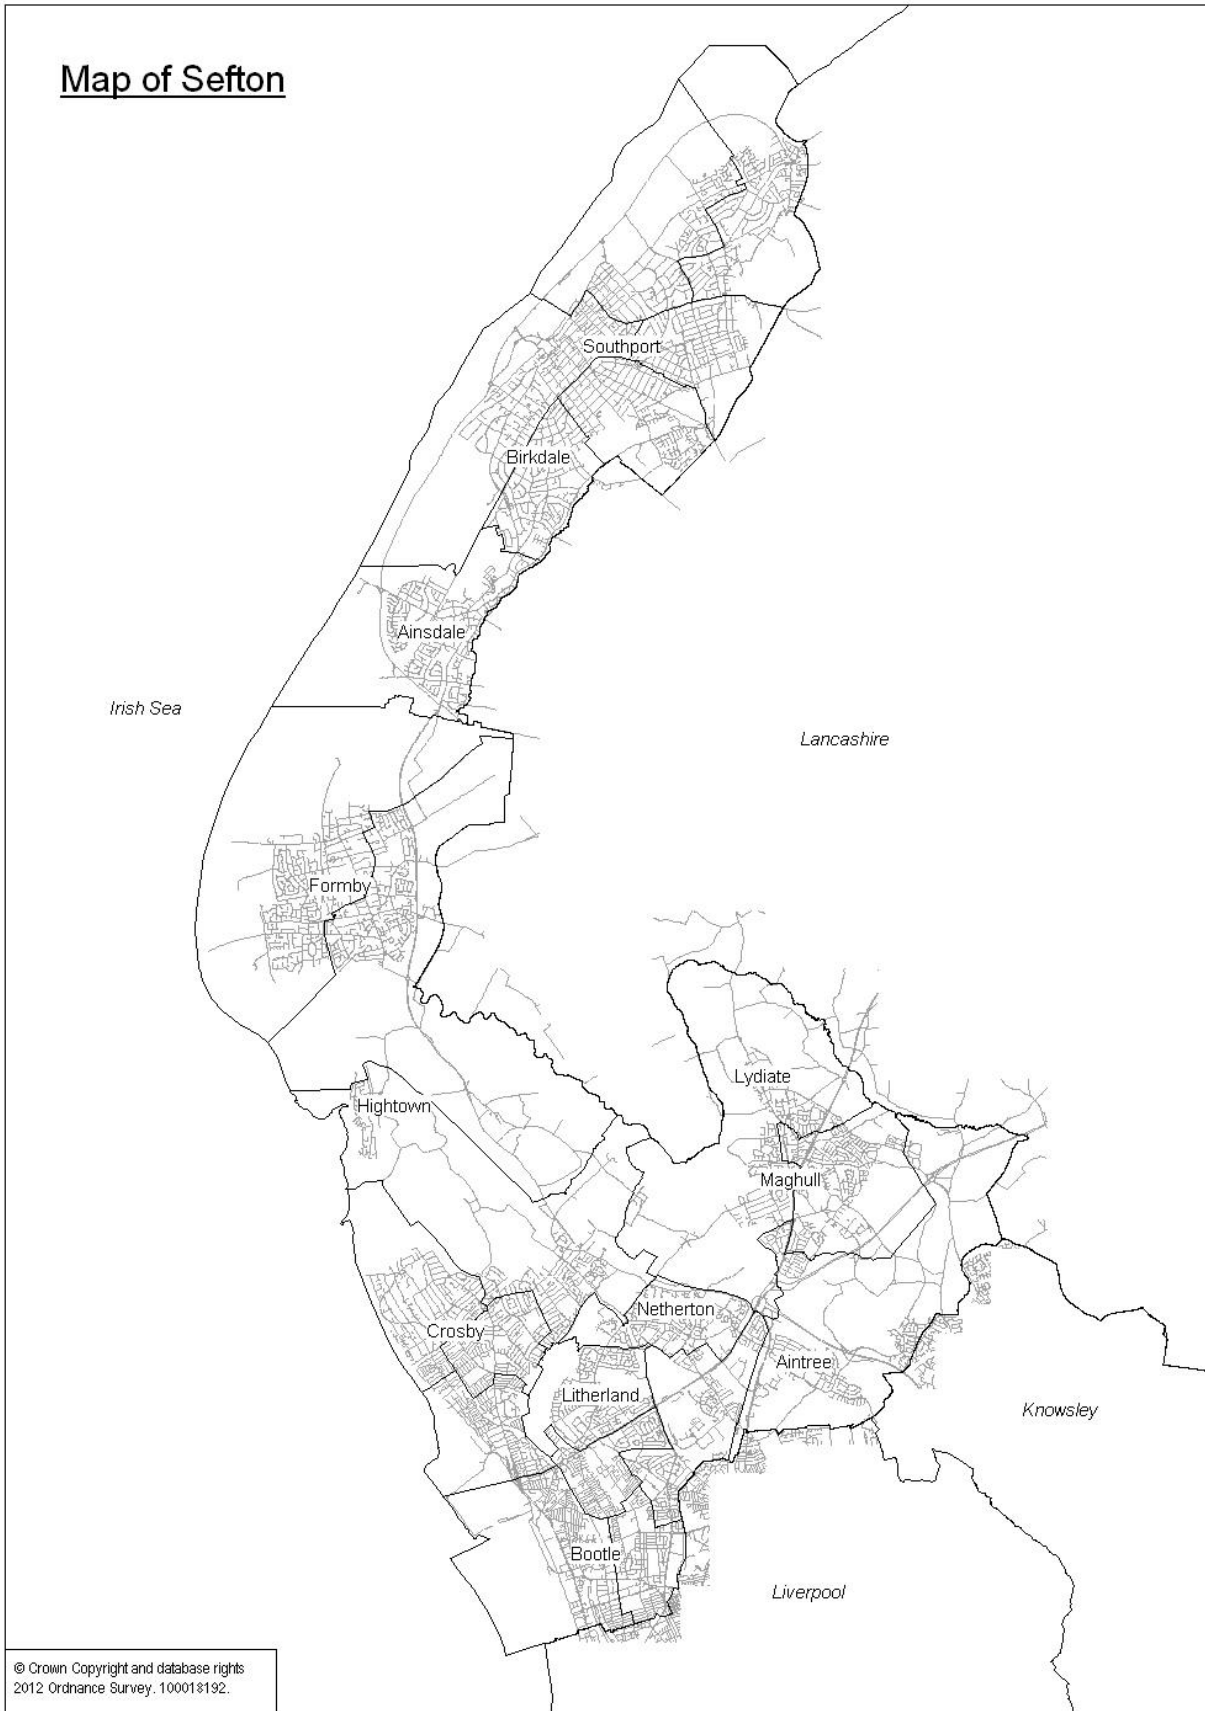 Map of Sefton
Southport
Birkdale
Ainsdale
Irish Sea
Lancashire
Formby
Lydiate
Hightown
Maghull
Netherton
Crosby
Aintree
Litherland
Knowsley
Bootle
Liverpool
© Crown Copyright and database rights
2012 Ordnance Survey. 100018192.